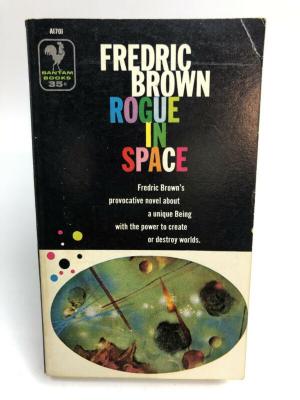 A1701
BANTAM
BOOKS
35¢
FREDRIC
BROWN
ROGUE
IN
SPACE
Fredric Brown's
provocative novel about
a unique Being
with the power to create
or destroy worlds.